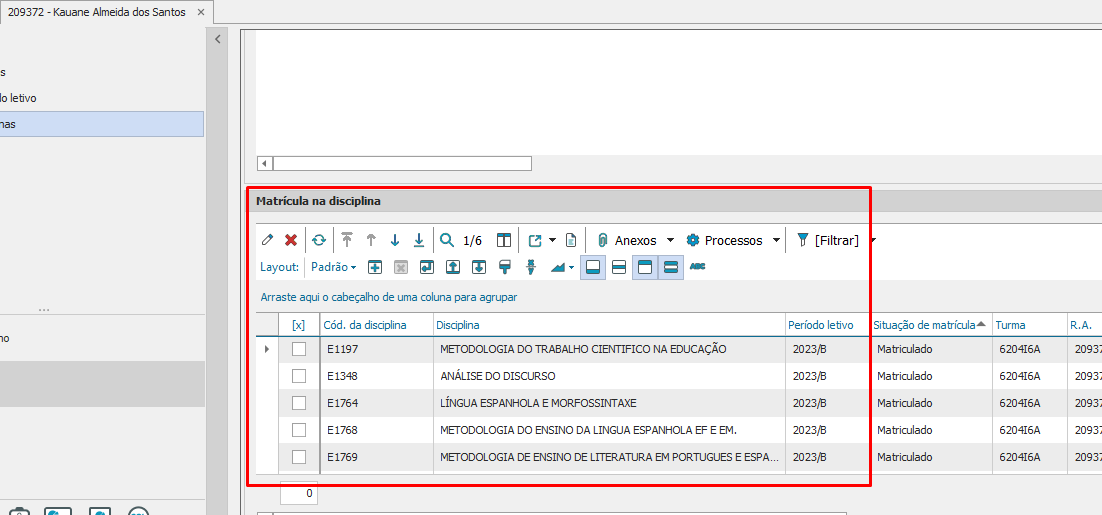 209372 - Kauane Almeida dos Santos ×
s
lo letivo
nas
Matrícula na disciplina
1/6 Anexos Processos [Filtrar]
Layout: Padrão ABC
Arraste aqui o cabeçalho de uma coluna para agrupar
[x] Cód. da disciplina Disciplina Período letivo Situação de matrícula Turma R.A.
E1197 METODOLOGIA DO TRABALHO CIENTIFICO NA EDUCAÇÃO 2023/B Matriculado 6204I6A 20937
E1348 ANÁLISE DO DISCURSO 2023/B Matriculado 6204I6A 20937
E1764 LÍNGUA ESPANHOLA E MORFOSSINTAXE 2023/B Matriculado 6204I6A 20937
no
E1768 METODOLOGIA DO ENSINO DA LINGUA ESPANHOLA EF E EM. 2023/B Matriculado 6204I6A 20937
E1769 METODOLOGIA DE ENSINO DE LITERATURA EM PORTUGUES E ESPA... 2023/B Matriculado 6204I6A 20937
0